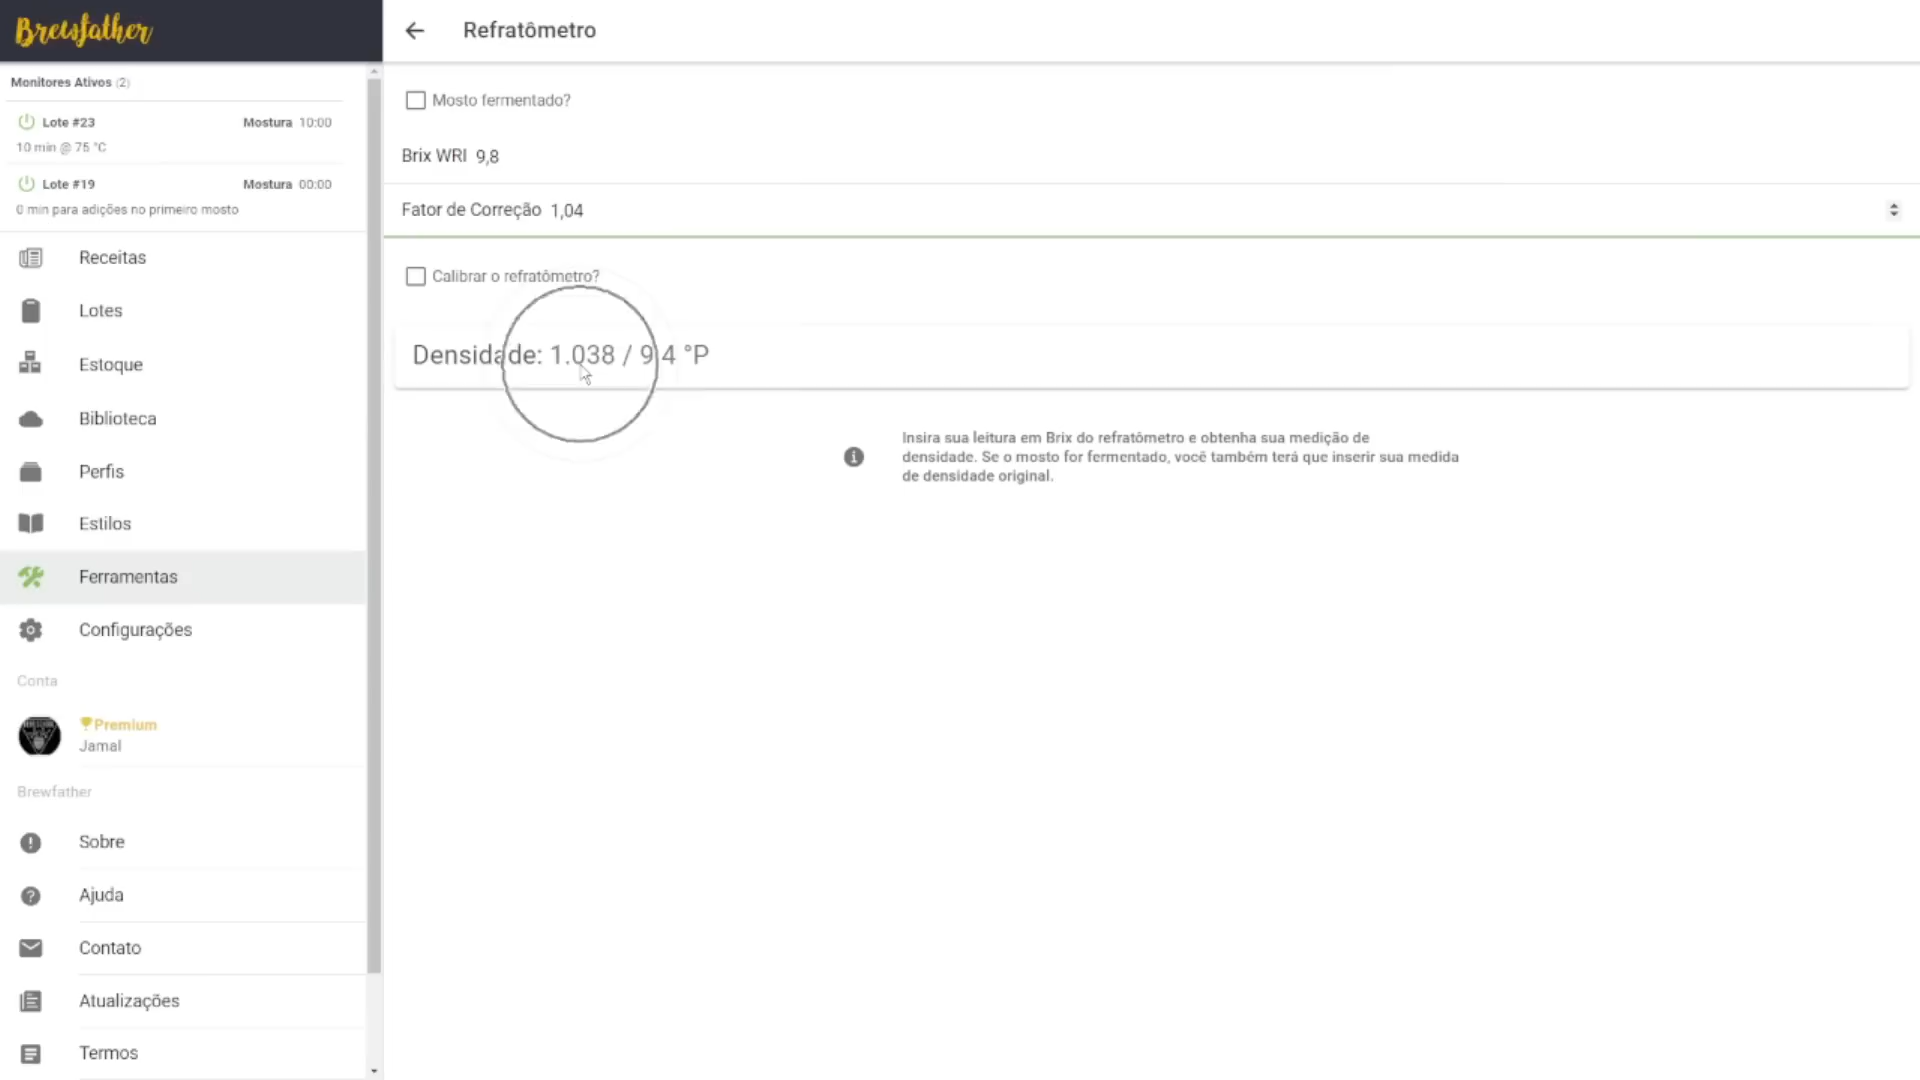 Brewfather
Monitores Ativos (2)
Lote #23 Mostura 10:00
10 min @ 75 °C
Lote #19 Mostura 00:00
0 min para adições no primeiro mosto
Receitas
Lotes
Estoque
Biblioteca
Perfis
Estilos
Ferramentas
Configurações
Conta
Premium
Jamal
Brewfather
Sobre
Ajuda
Contato
Atualizações
Termos
Refratômetro
Mosto fermentado?
Brix WRI 9,8
Fator de Correção 1,04
Calibrar o refratômetro?
Densidade: 1.038 / 9.4 °P
Insira sua leitura em Brix do refratômetro e obtenha sua medição de
densidade. Se o mosto for fermentado, você também terá que inserir sua medida
de densidade original.